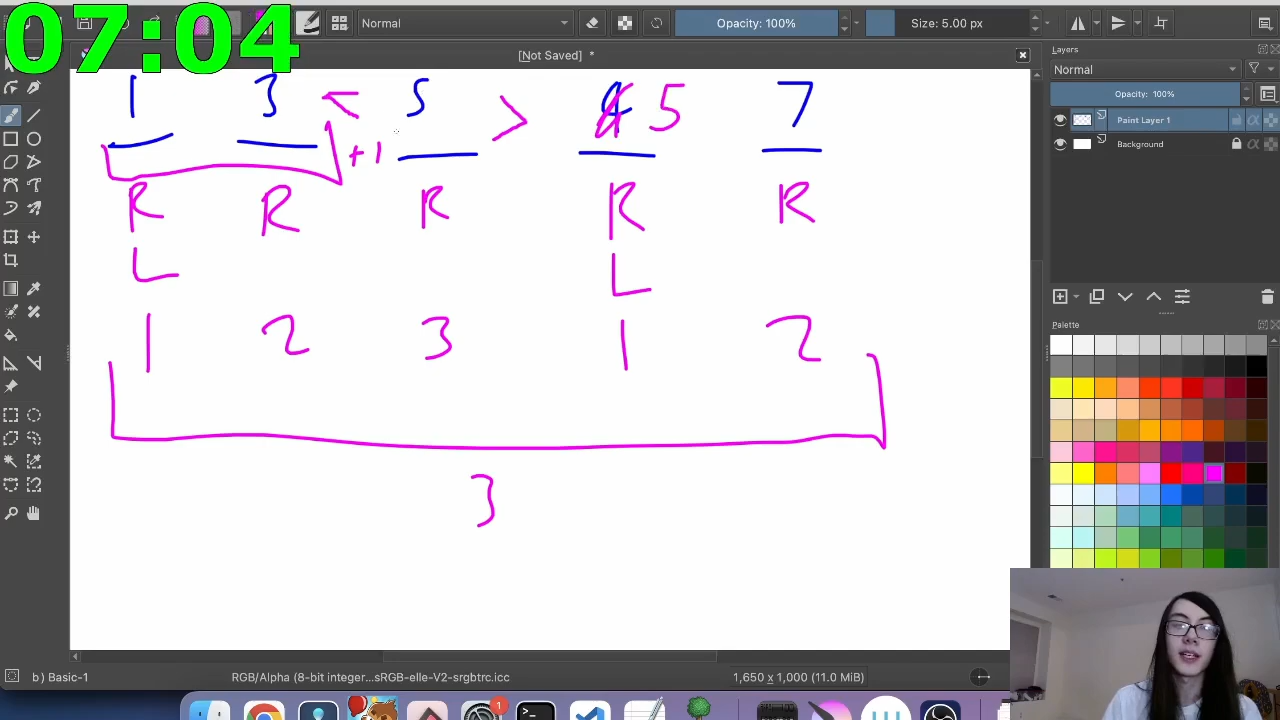 07:04
Normal
Opacity: 100%
Size: 5.00 px
[Not Saved] *
Layers
Normal
Opacity: 100%
Paint Layer 1
Background
Palette
1 3 < 5 > 4 5 7
+1
R R R R R
L L
1 2 3 1 2
3
b) Basic-1
RGB/Alpha (8-bit integer...sRGB-elle-V2-srgbtrc.icc
1,650 x 1,000 (11.0 MiB)
1